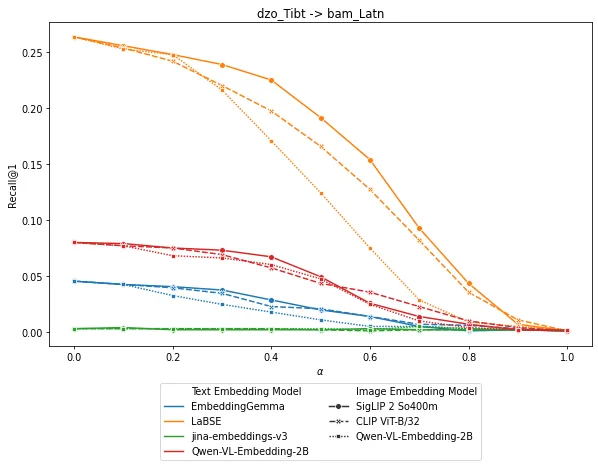 dzo_Tibt -> bam_Latn
Recall@1
0.25
0.20
0.15
0.10
0.05
0.00
0.0 0.2 0.4 0.6 0.8 1.0
α
Text Embedding Model Image Embedding Model
EmbeddingGemma SigLIP 2 So400m
LaBSE CLIP ViT-B/32
jina-embeddings-v3 Qwen-VL-Embedding-2B
Qwen-VL-Embedding-2B